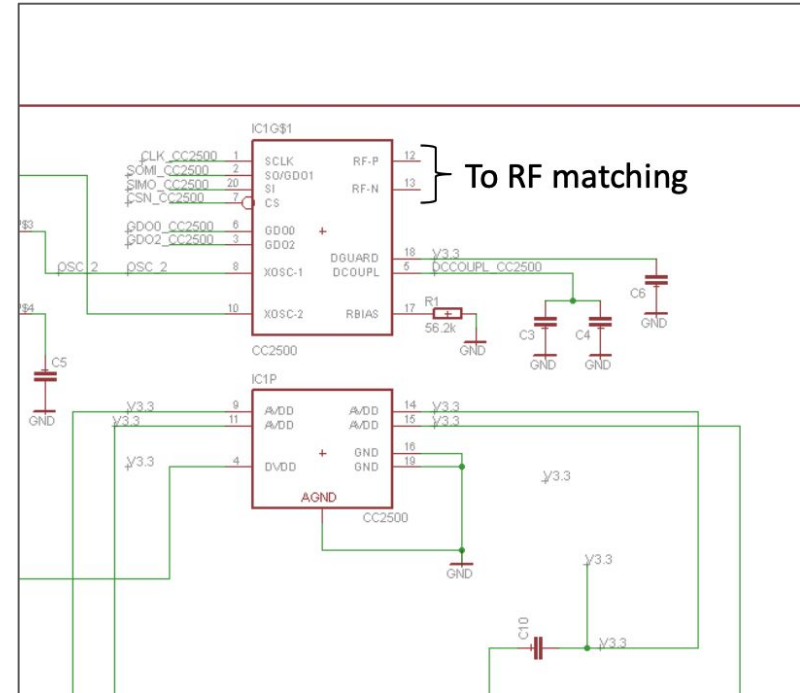 IC1G$1
CLK_CC2500 1 SCLK RF-P 12
SOMI_CC2500 2 SO/GDO1
To RF matching
SIMO_CC2500 20 SI RF-N 13
CSN_CC2500 7 CS
GDO0_CC2500 6 GDO0
GDO2_CC2500 3 GDO2
$3
DGUARD 18 V3.3
OSC_2 OSC_2 8 XOSC-1 DCOUPL 5 DCCOUPL_CC2500
C6
GND
R1
$4
10 XOSC-2 RBIAS 17
56.2k
C3 C4
GND
CC2500
GND GND
C5
GND
IC1P
V3.3 9 AVDD AVDD 14 V3.3
V3.3 11 AVDD AVDD 15 V3.3
GND 16
V3.3 4 DVDD GND 19
V3.3
AGND
CC2500
GND
V3.3
C10
V3.3